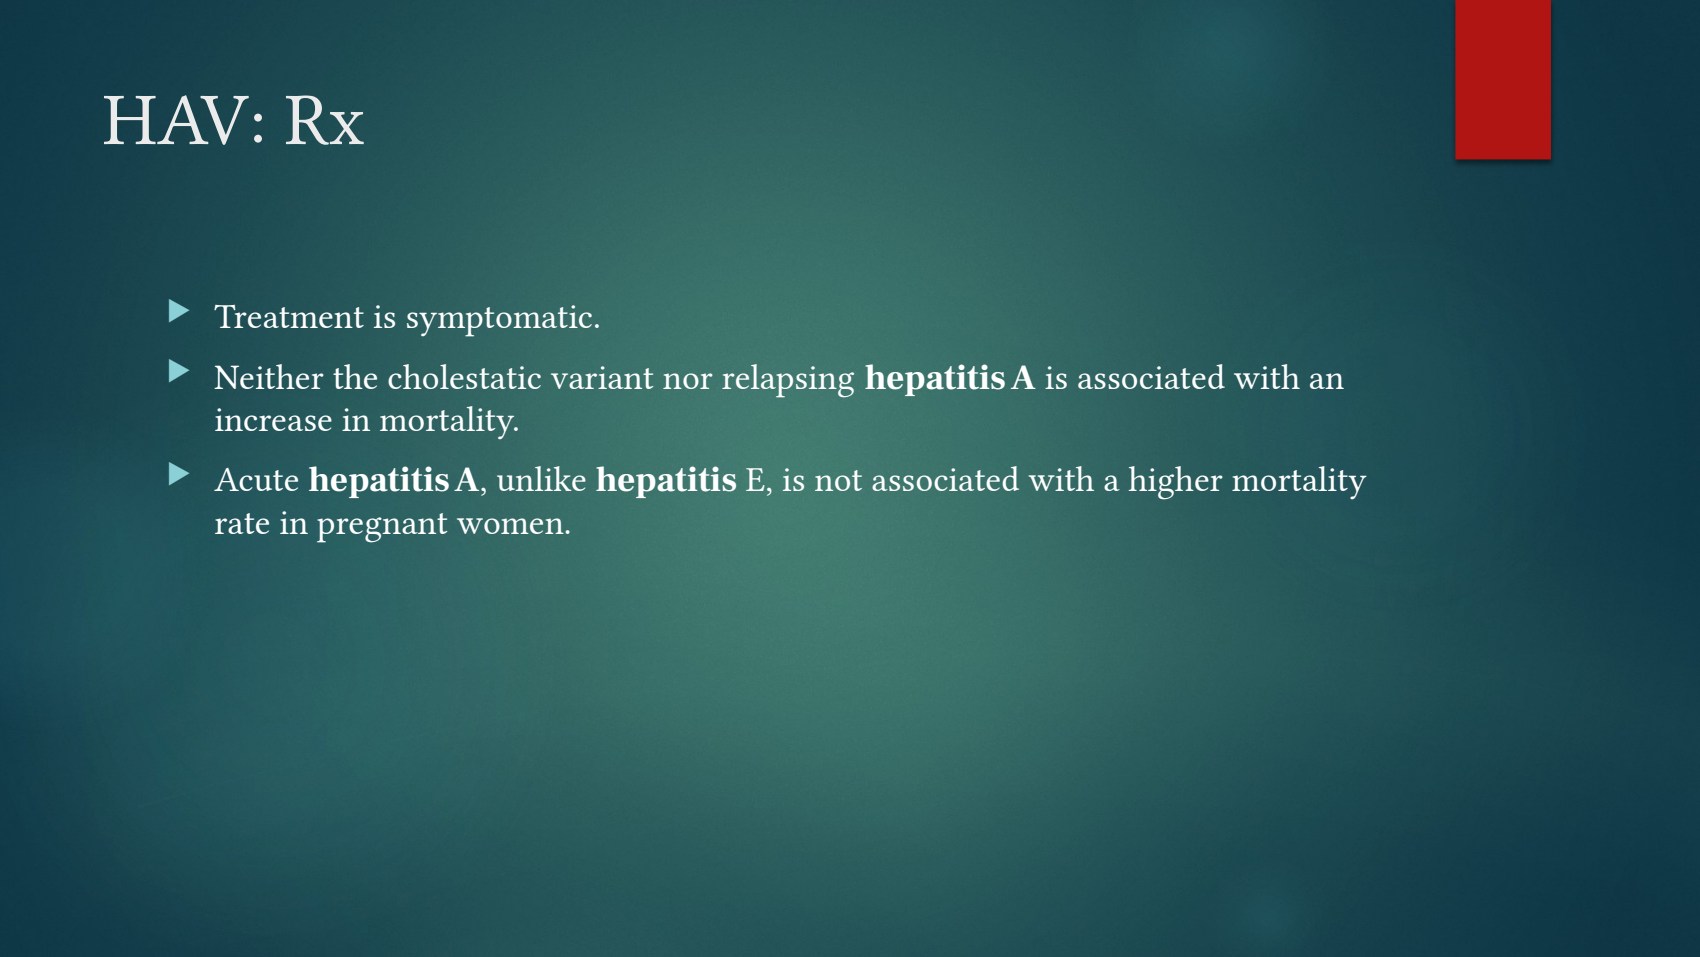 HAV: Rx
Treatment is symptomatic.
Neither the cholestatic variant nor relapsing hepatitis A is associated with an
increase in mortality.
Acute hepatitis A, unlike hepatitis E, is not associated with a higher mortality
rate in pregnant women.